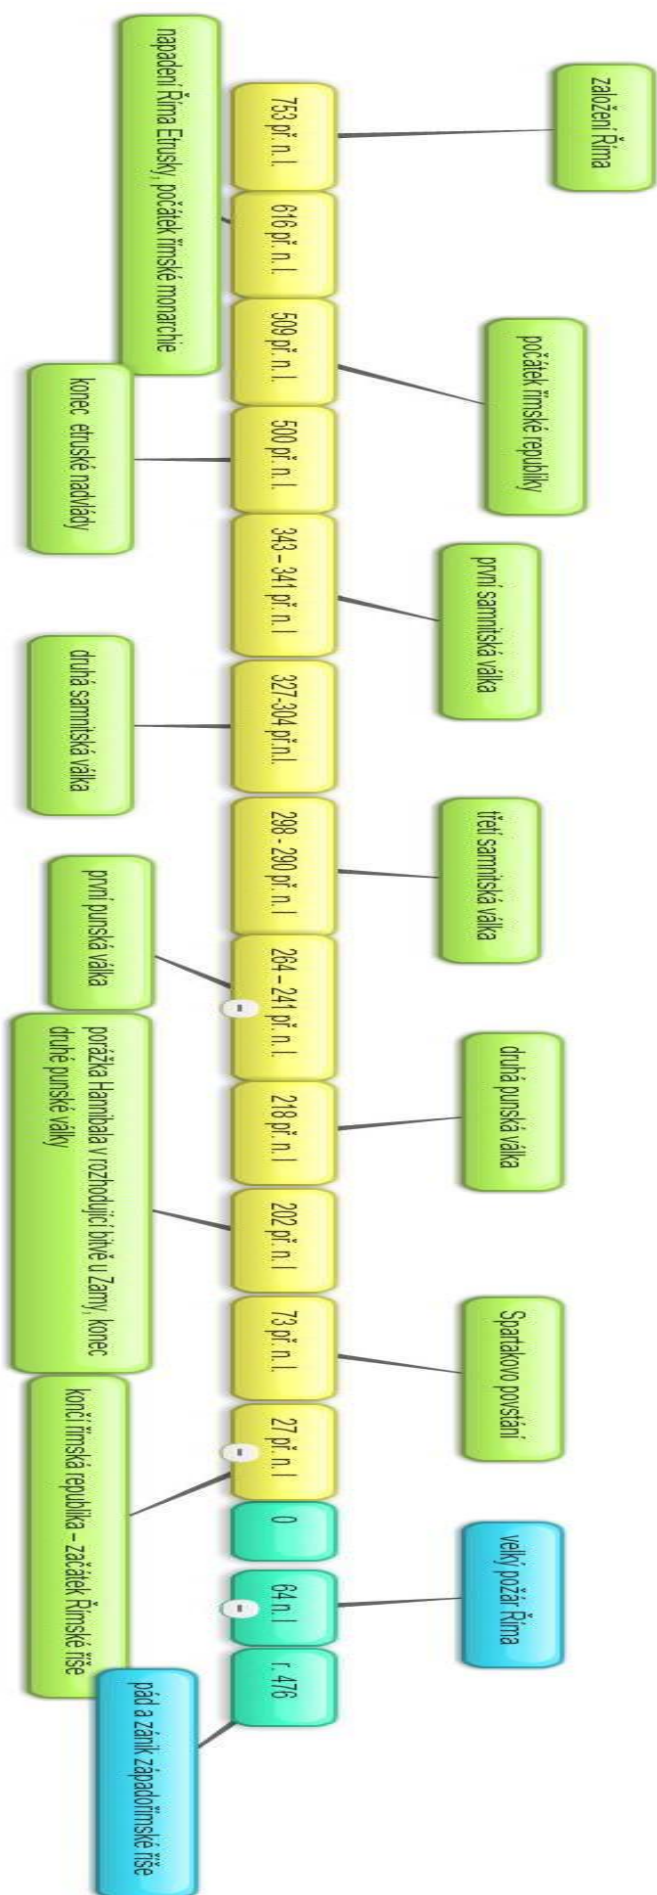 založení Říma
počátek římské republiky
první samnitská válka
třetí samnitská válka
druhá punská válka
Spartakovo povstání
velký požár Říma
753 př. n. l.
616 př. n. l.
509 př. n. l.
500 př. n. l.
343 – 341 př. n. l
327-304 př.n.l.
298 - 290 př. n. l
264 – 241 př. n. l.
218 př. n. l
202 př. n. l
73 př. n. l.
27 př. n. l
0
64 n. l
r. 476
napadení Říma Etrusky, počátek římské monarchie
konec etruské nadvlády
druhá samnitská válka
první punská válka
porážka Hannibala v rozhodující bitvě u Zamy, konec
druhé punské války
končí římská republika – začátek Římské říše
pád a zánik západořímské říše